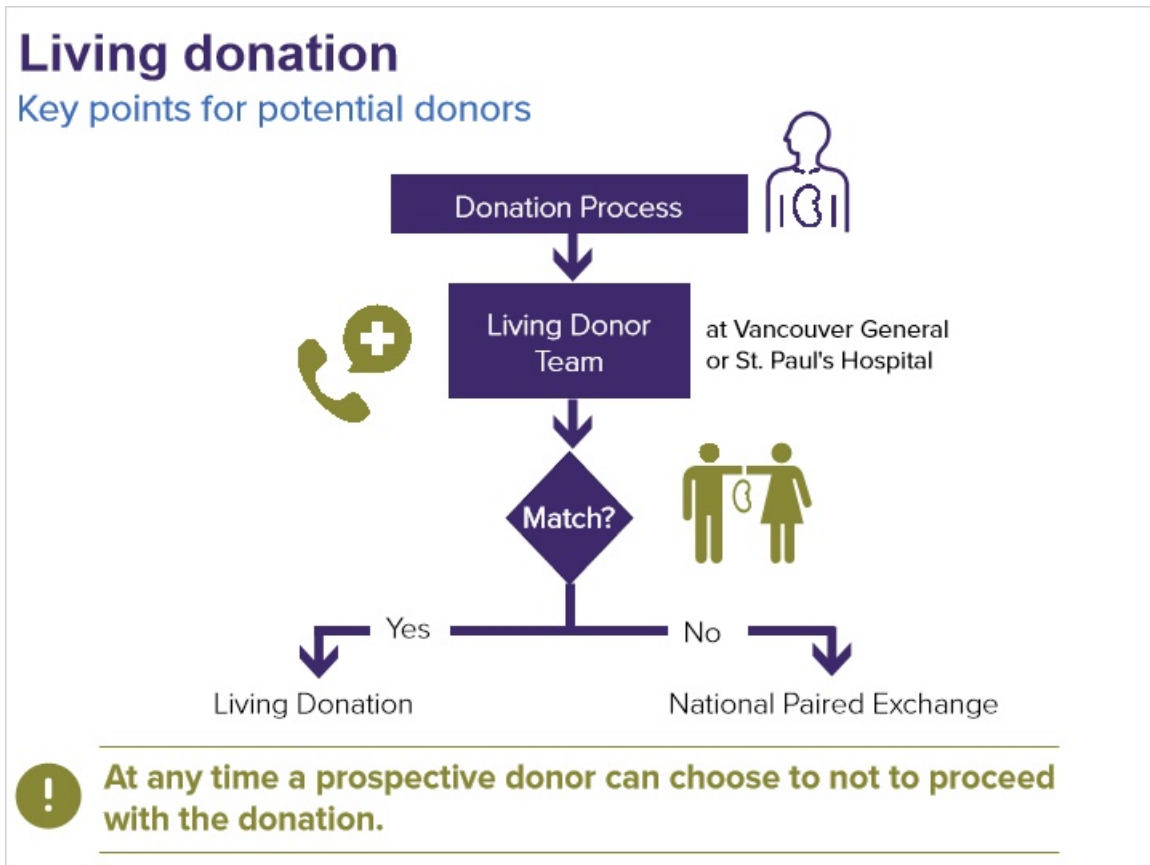 Living donation
Key points for potential donors
Donation Process
Living Donor
Team
at Vancouver General
or St. Paul's Hospital
Match?
Yes
No
Living Donation
National Paired Exchange
At any time a prospective donor can choose to not to proceed
with the donation.